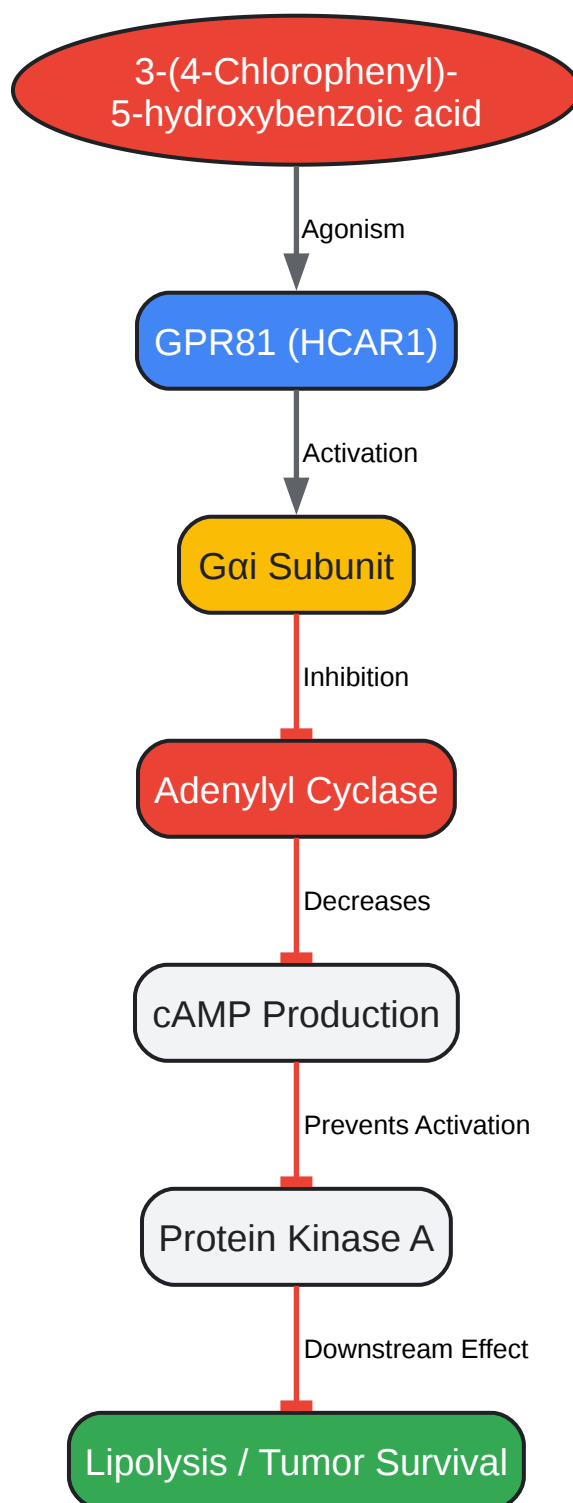 3-(4-Chlorophenyl)-
5-hydroxybenzoic acid
Agonism
GPR81 (HCAR1)
Activation
Gαi Subunit
Inhibition
Adenylyl Cyclase
Decreases
cAMP Production
Prevents Activation
Protein Kinase A
Downstream Effect
Lipolysis / Tumor Survival